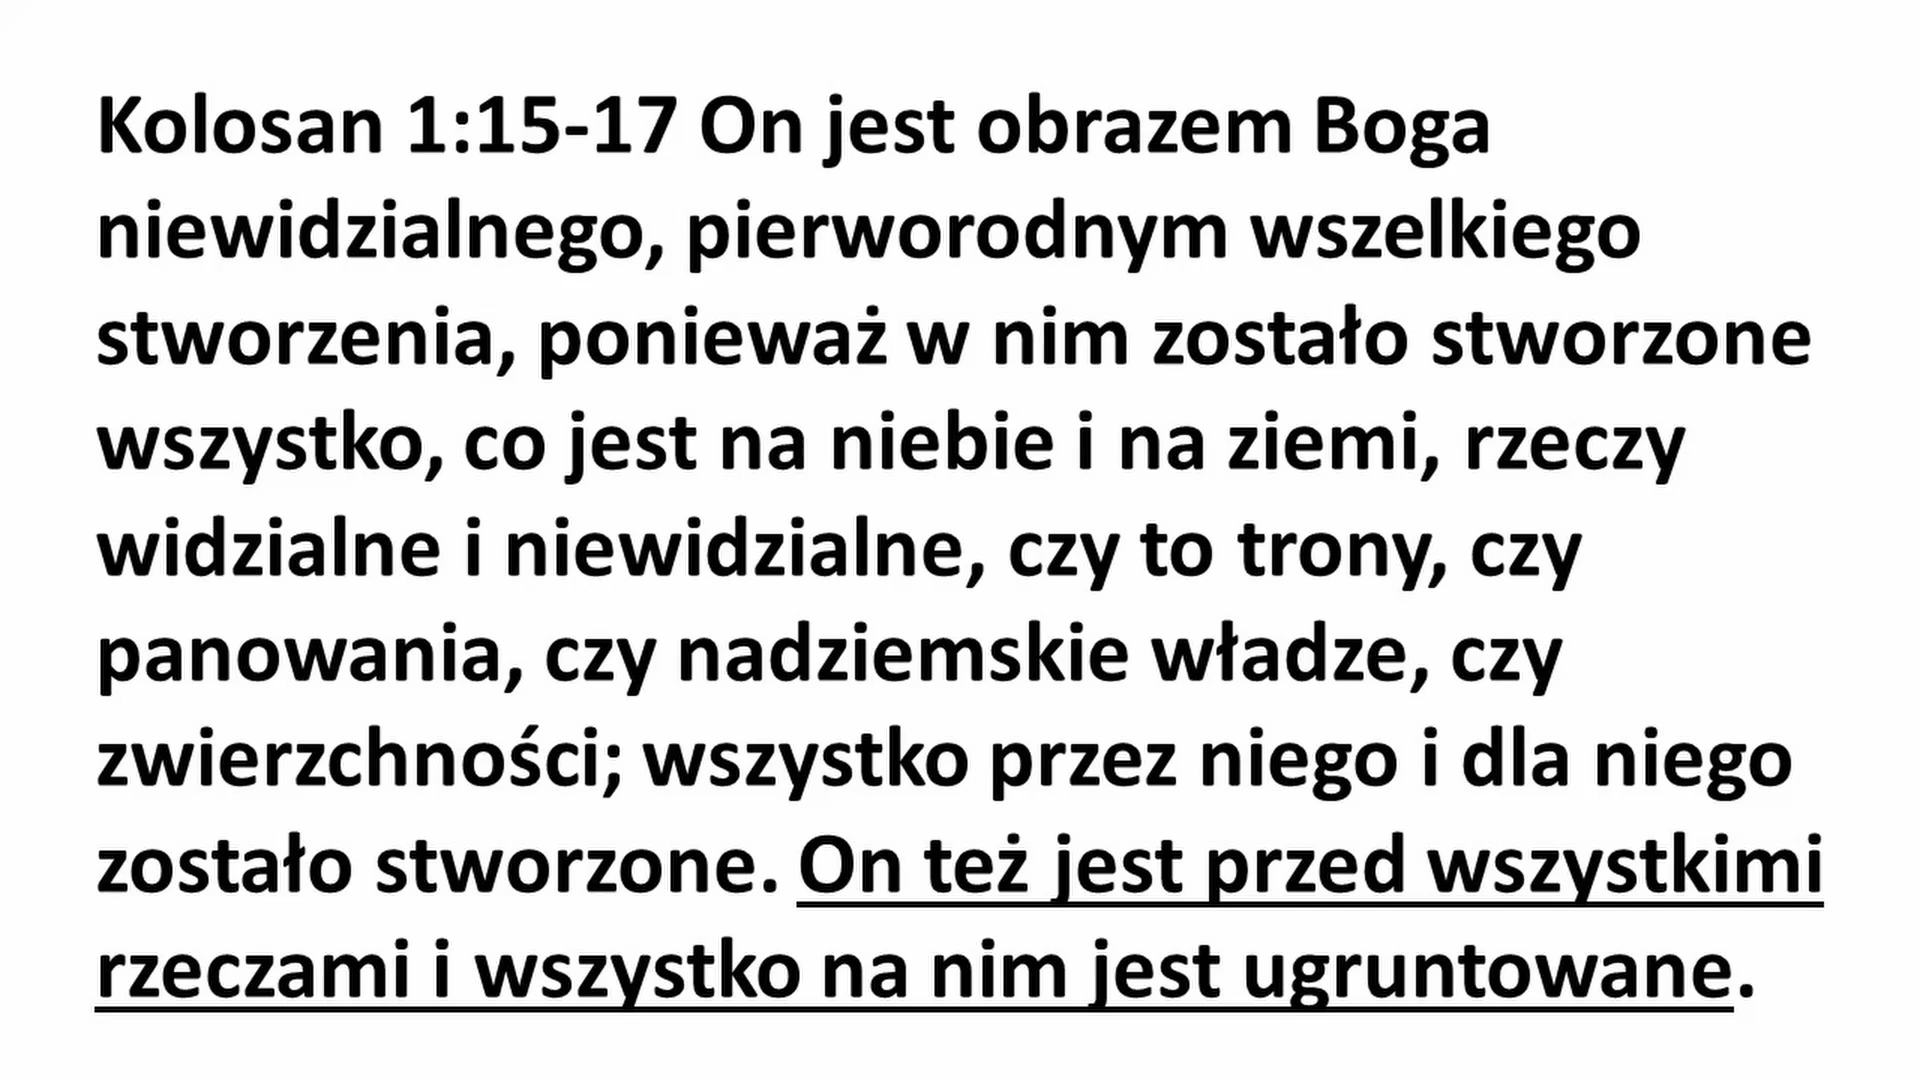 Kolosan 1:15-17 On jest obrazem Boga
niewidzialnego, pierworodnym wszelkiego
stworzenia, ponieważ w nim zostało stworzone
wszystko, co jest na niebie i na ziemi, rzeczy
widzialne i niewidzialne, czy to trony, czy
panowania, czy nadziemskie władze, czy
zwierzchności; wszystko przez niego i dla niego
zostało stworzone. On też jest przed wszystkimi
rzeczami i wszystko na nim jest ugruntowane.